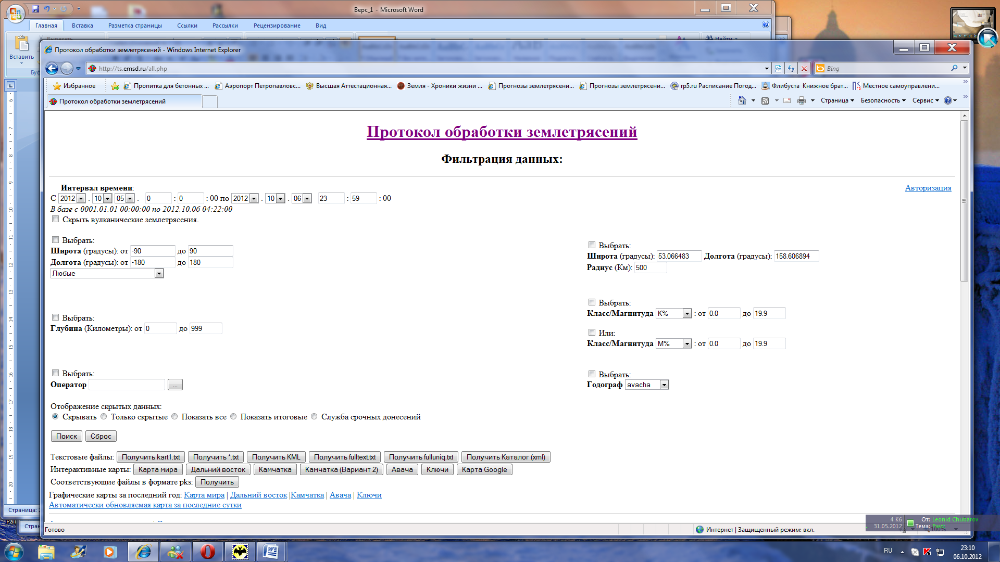 Верс_1 - Microsoft Word
Главная Вставка Разметка страницы Ссылки Рассылки Рецензирование Вид
Вырезать
Найти
Вставить
Протокол обработки землетрясений - Windows Internet Explorer
http://ts.emsd.ru/all.php
Bing
Избранное
Пропитка для бетонных ...
Аэропорт Петропавловс...
Высшая Аттестационная...
Земля - Хроники жизни ...
Прогнозы землетрясени...
Прогнозы землетрясени...
rp5.ru Расписание Погод...
Флибуста Книжное брат...
Местное самоуправлени...
Протокол обработки землетрясений
Страница Безопасность Сервис
Протокол обработки землетрясений
Фильтрация данных:
Интервал времени:
Авторизация
С 2012 . 10 05 . 0 : 0 : 00 по 2012 . 10 . 06 23 : 59 : 00
В базе с 0001.01.01 00:00:00 по 2012.10.06 04:22:00
Скрыть вулканические землетрясения.
Выбрать:
Широта (градусы): от -90 до 90
Долгота (градусы): от -180 до 180
Любые
Выбрать:
Широта (градусы): 53.066483 Долгота (градусы): 158.606894
Радиус (Км): 500
Выбрать:
Глубина (Километры): от 0 до 999
Выбрать:
Класс/Магнитуда K% : от 0.0 до 19.9
Или:
Класс/Магнитуда M% : от 0.0 до 19.9
Выбрать:
Оператор ...
Выбрать:
Годограф avacha
Отображение скрытых данных:
Скрывать Только скрытые Показать все Показать итоговые Служба срочных донесений
Поиск Сброс
Текстовые файлы: Получить kart1.txt Получить *.txt Получить KML Получить fulltext.txt Получить fulluniq.txt Получить Каталог (xml)
Интерактивные карты: Карта мира Дальний восток Камчатка Камчатка (Вариант 2) Авача Ключи Карта Google
Соответствующие файлы в формате pks: Получить
Графические карты за последний год: Карта мира | Дальний восток |Камчатка | Авача | Ключи
Автоматически обновляемая карта за последние сутки
Страница: 2
Готово
Интернет | Защищенный режим: вкл.
100%
4 Кб
31.05.2012
От: Leonid Chubarov
Тема: Fwd:
RU
23:10
06.10.2012